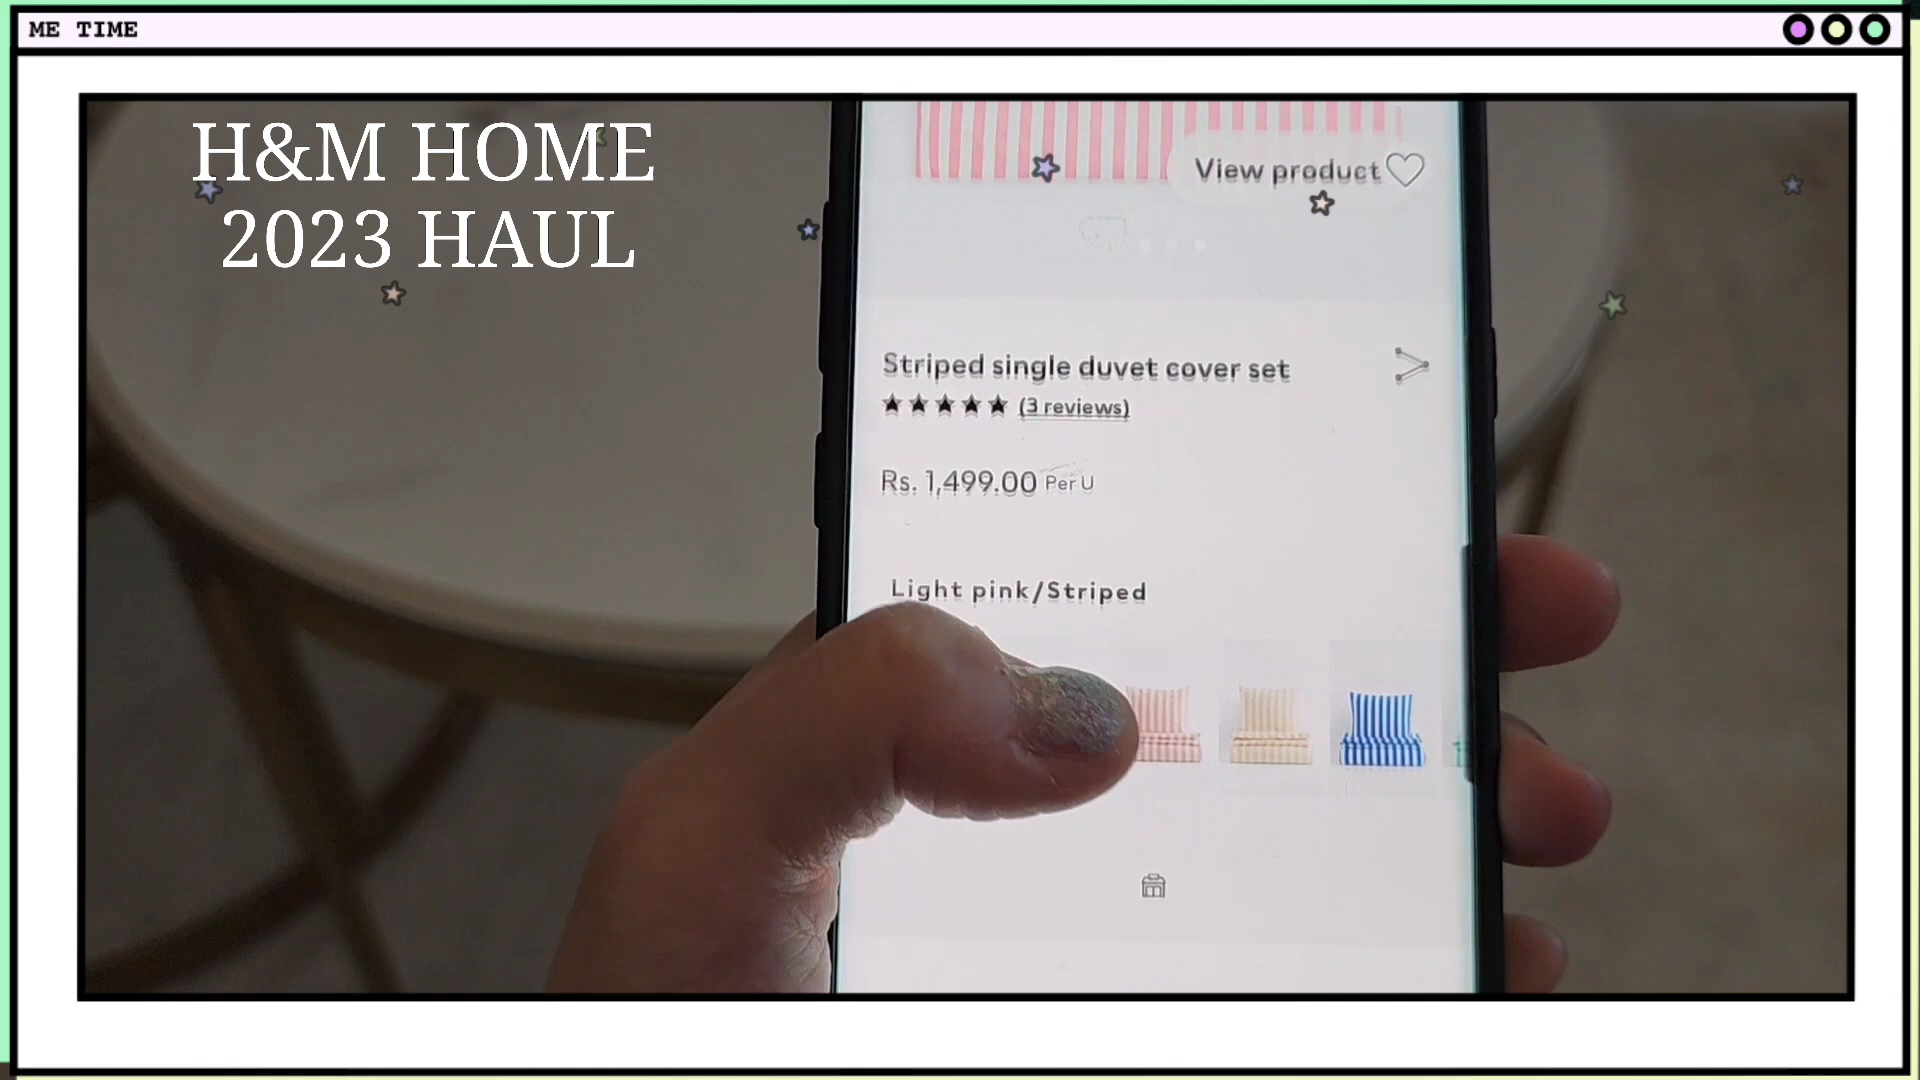 ME TIME
H&M HOME
2023 HAUL
View product
Striped single duvet cover set
(3 reviews)
Rs. 1,499.00 Per U
Light pink/Striped